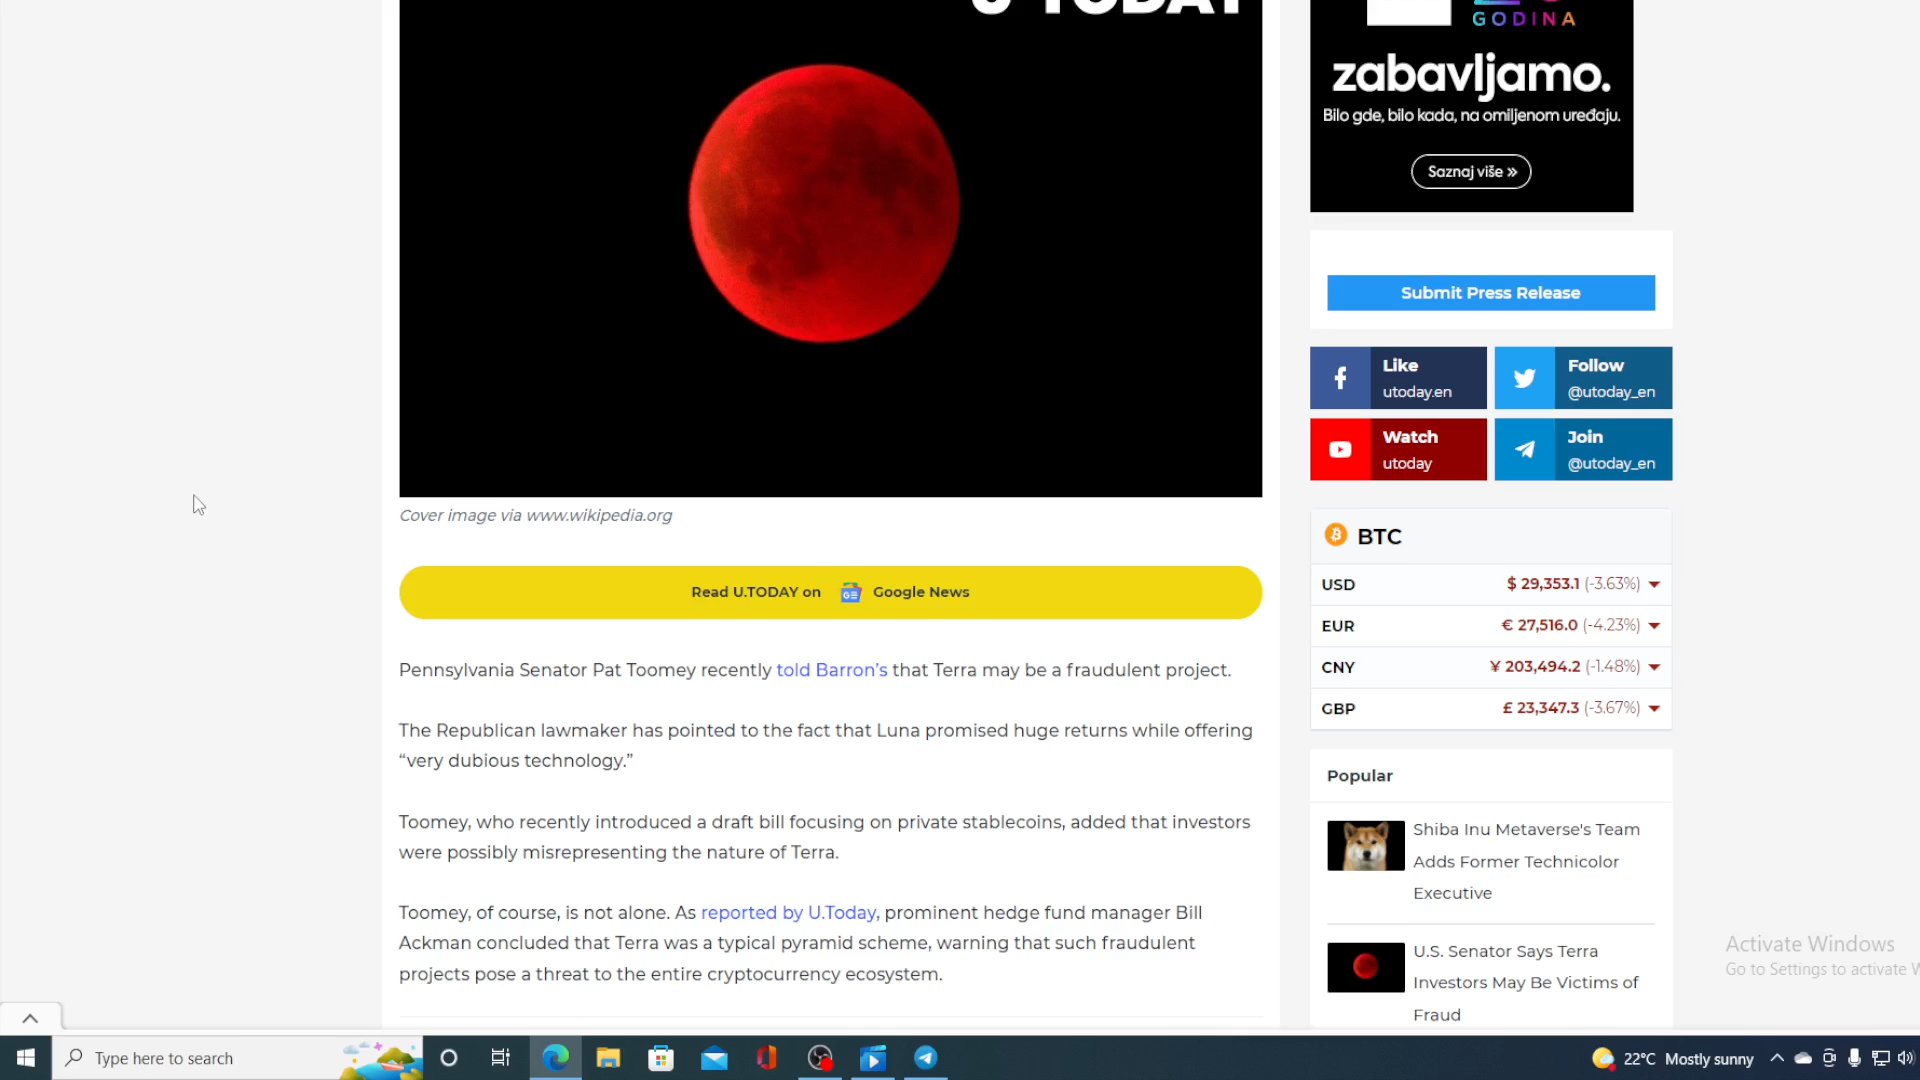 U TODAY
GODINA
zabavljamo.
Bilo gde, bilo kada, na omiljenom uređaju.
Saznaj više »
Submit Press Release
Like
utoday.en
Follow
@utoday_en
Watch
utoday
Join
@utoday_en
Cover image via www.wikipedia.org
BTC
USD $ 29,353.1 (-3.63%)
EUR € 27,516.0 (-4.23%)
CNY ¥ 203,494.2 (-1.48%)
GBP £ 23,347.3 (-3.67%)
Read U.TODAY on Google News
Pennsylvania Senator Pat Toomey recently told Barron's that Terra may be a fraudulent project.
The Republican lawmaker has pointed to the fact that Luna promised huge returns while offering
“very dubious technology.”
Toomey, who recently introduced a draft bill focusing on private stablecoins, added that investors
were possibly misrepresenting the nature of Terra.
Toomey, of course, is not alone. As reported by U.Today, prominent hedge fund manager Bill
Ackman concluded that Terra was a typical pyramid scheme, warning that such fraudulent
projects pose a threat to the entire cryptocurrency ecosystem.
Popular
Shiba Inu Metaverse's Team
Adds Former Technicolor
Executive
U.S. Senator Says Terra
Investors May Be Victims of
Fraud
Activate Windows
Go to Settings to activate W
Type here to search
22°C Mostly sunny